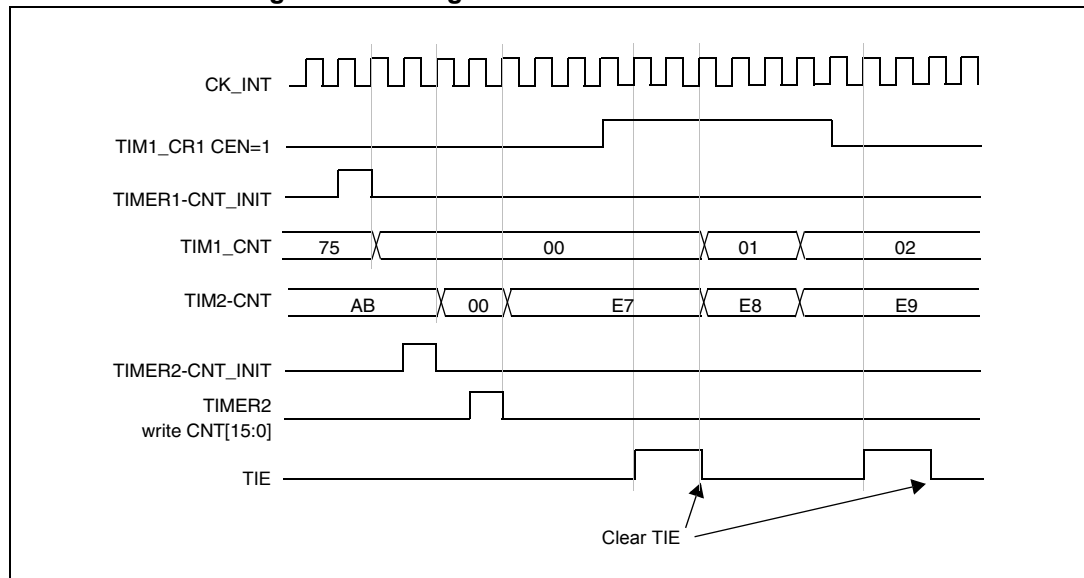 CK_INT
TIM1_CR1 CEN=1
TIMER1-CNT_INIT
TIM1_CNT
75
00
01
02
TIM2-CNT
AB
00
E7
E8
E9
TIMER2-CNT_INIT
TIMER2
write CNT[15:0]
TIE
Clear TIE